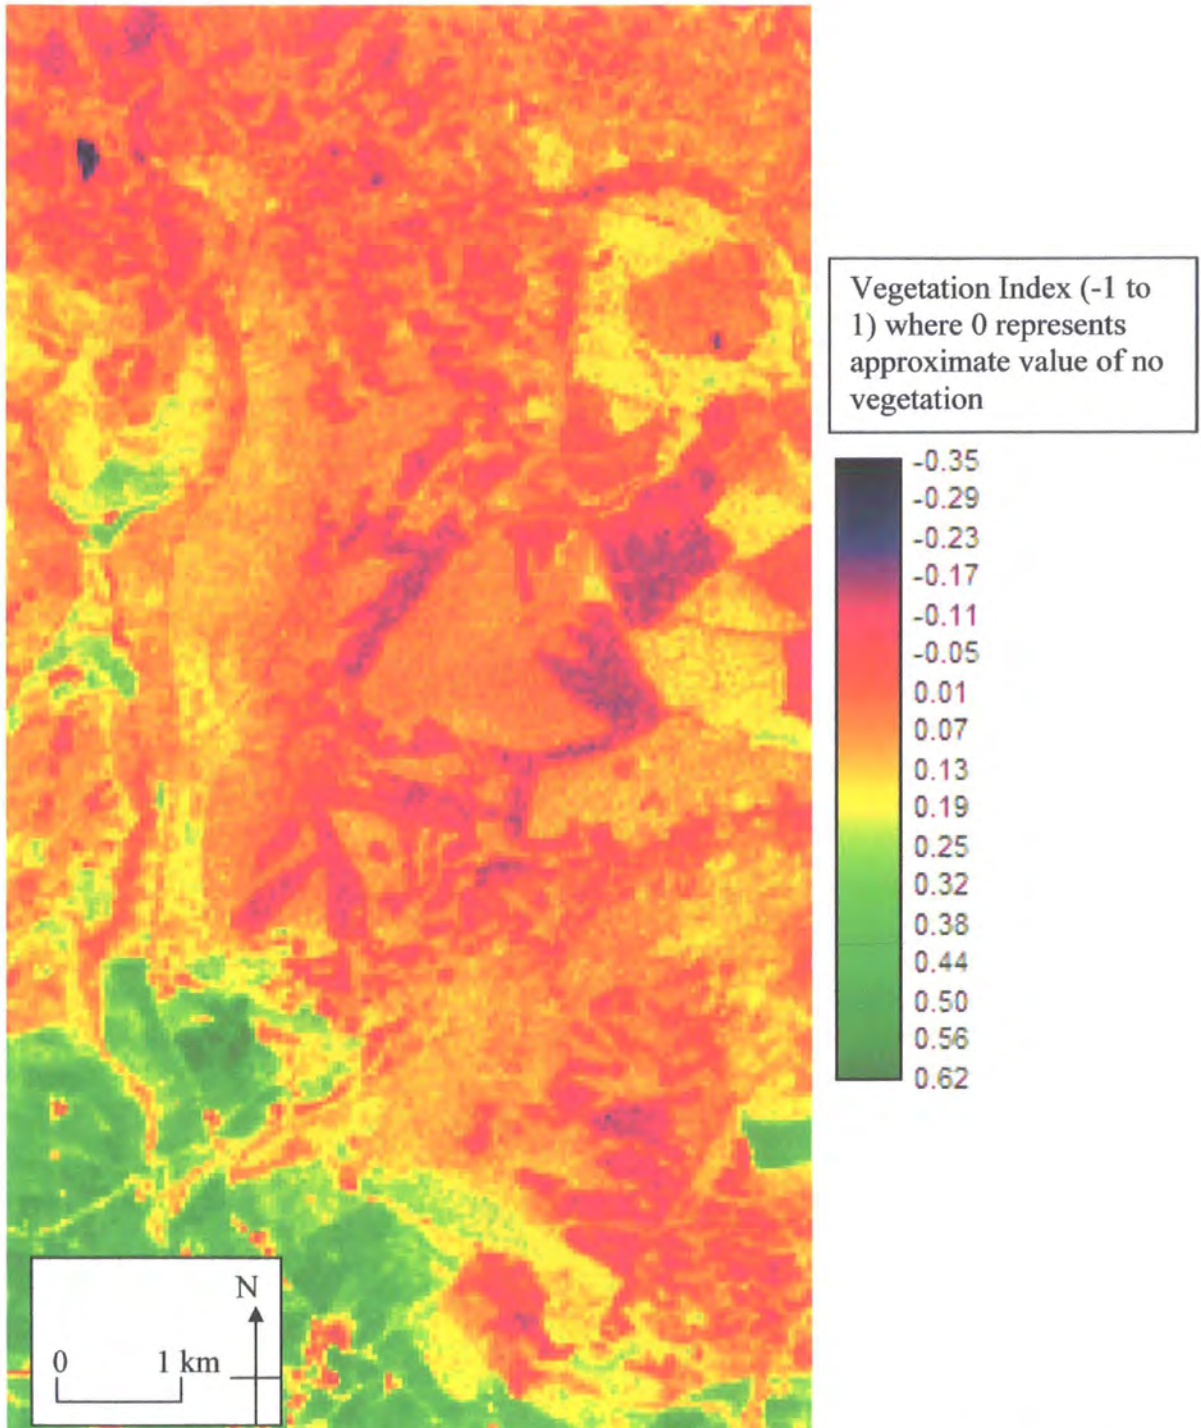 Vegetation Index (-1 to
1) where 0 represents
approximate value of no
vegetation
-0.35
-0.29
-0.23
-0.17
-0.11
-0.05
0.01
0.07
0.13
0.19
0.25
0.32
0.38
0.44
0.50
0.56
0.62
N
0 1 km